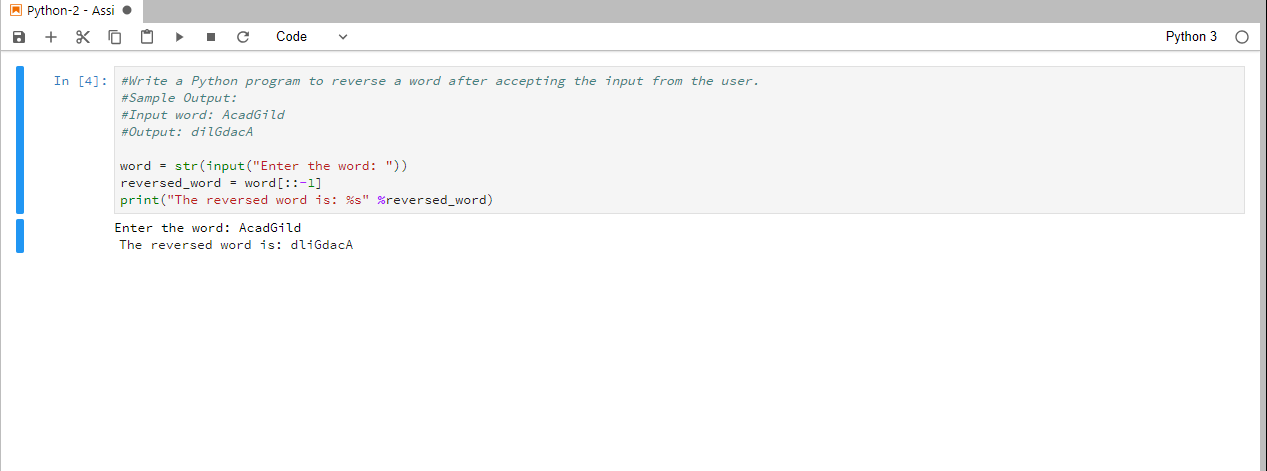 Python-2 - Assi
Code
Python 3
In [4]:
#Write a Python program to reverse a word after accepting the input from the user.
#Sample Output:
#Input word: AcadGild
#Output: dilGdacA
word = str(input("Enter the word: "))
reversed_word = word[::-1]
print("The reversed word is: %s" %reversed_word)
Enter the word: AcadGild
The reversed word is: dliGdacA